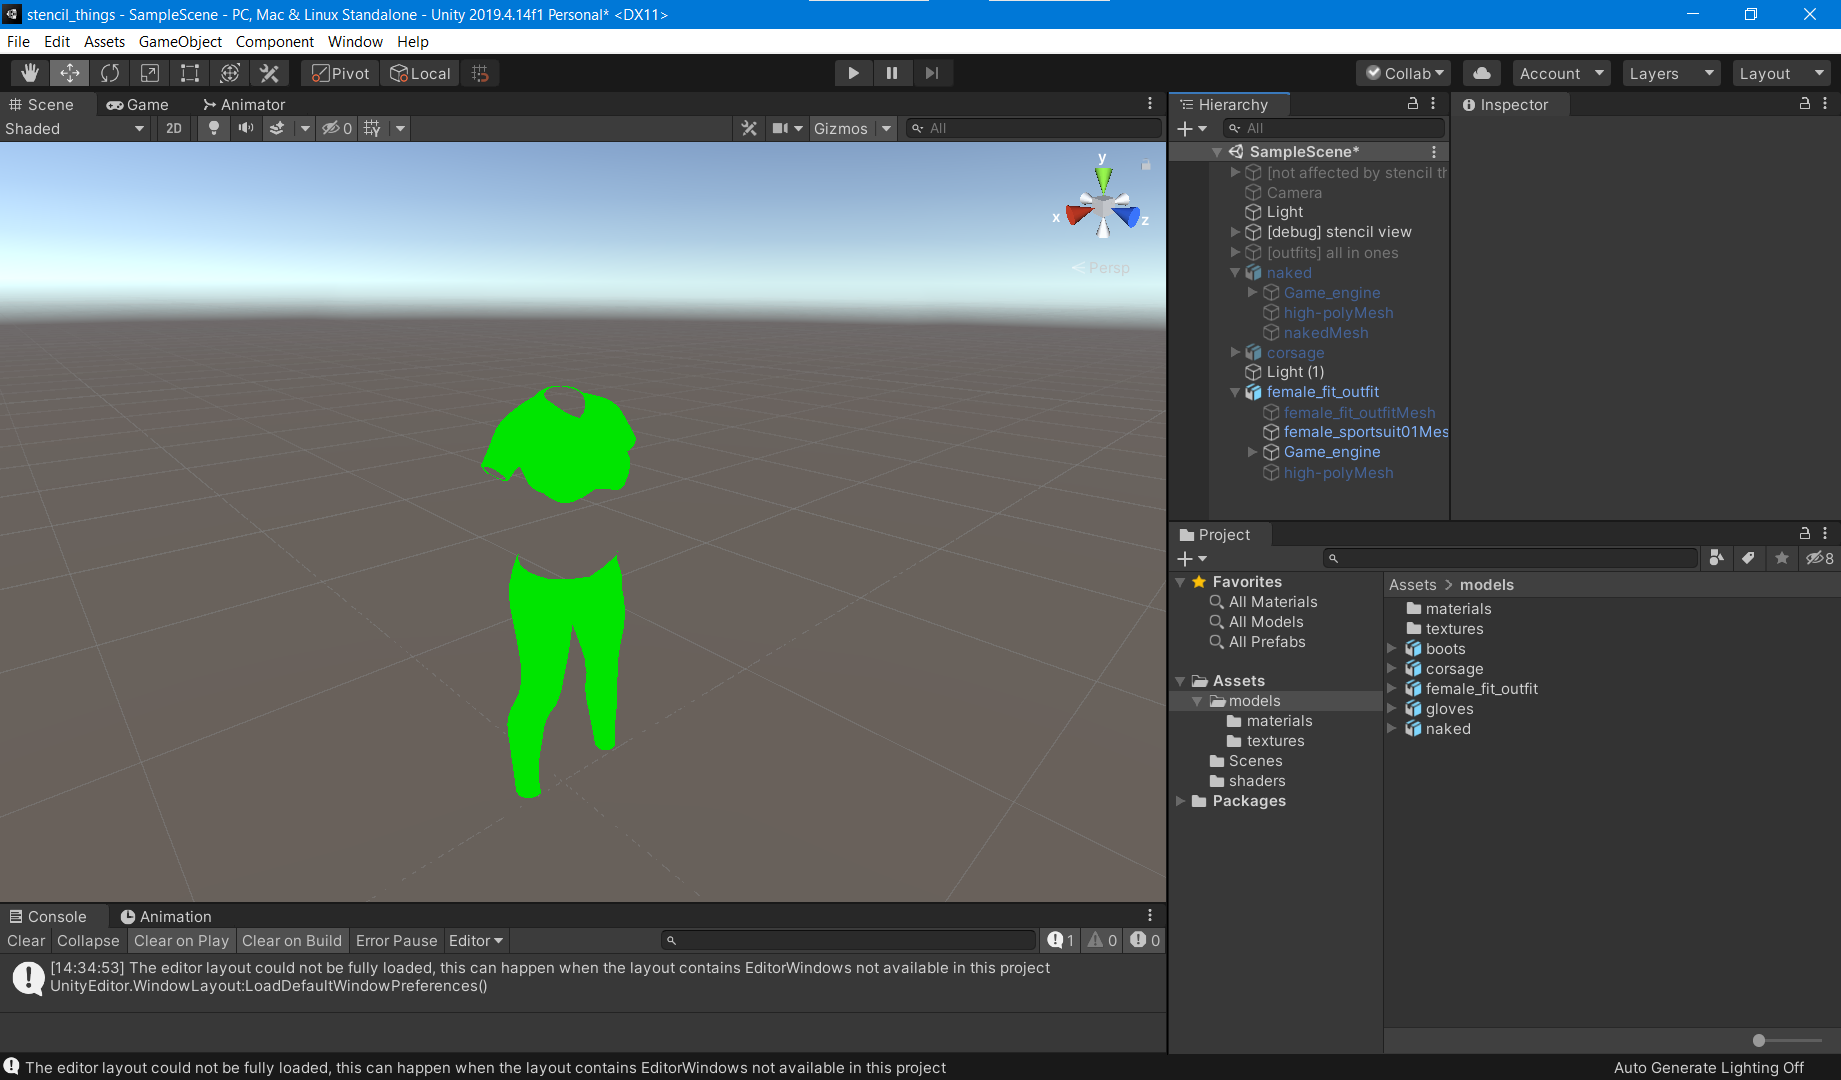 stencil_things - SampleScene - PC, Mac & Linux Standalone - Unity 2019.4.14f1 Personal* <DX11>
File Edit Assets GameObject Component Window Help
Pivot Local Collab Account Layers Layout
Scene Game Animator
Shaded 2D 0 Gizmos All
y
x
z
Persp
Hierarchy
All
SampleScene*
[not affected by stencil th
Camera
Light
[debug] stencil view
[outfits] all in ones
naked
Game_engine
high-polyMesh
nakedMesh
corsage
Light (1)
female_fit_outfit
female_fit_outfitMesh
female_sportsuit01Mes
Game_engine
high-polyMesh
Inspector
Project
8
Favorites
All Materials
All Models
All Prefabs
Assets
models
materials
textures
Scenes
shaders
Packages
Assets > models
materials
textures
boots
corsage
female_fit_outfit
gloves
naked
Console Animation
Clear Collapse Clear on Play Clear on Build Error Pause Editor 1 0 0
[14:34:53] The editor layout could not be fully loaded, this can happen when the layout contains EditorWindows not available in this project
UnityEditor.WindowLayout:LoadDefaultWindowPreferences()
The editor layout could not be fully loaded, this can happen when the layout contains EditorWindows not available in this project
Auto Generate Lighting Off